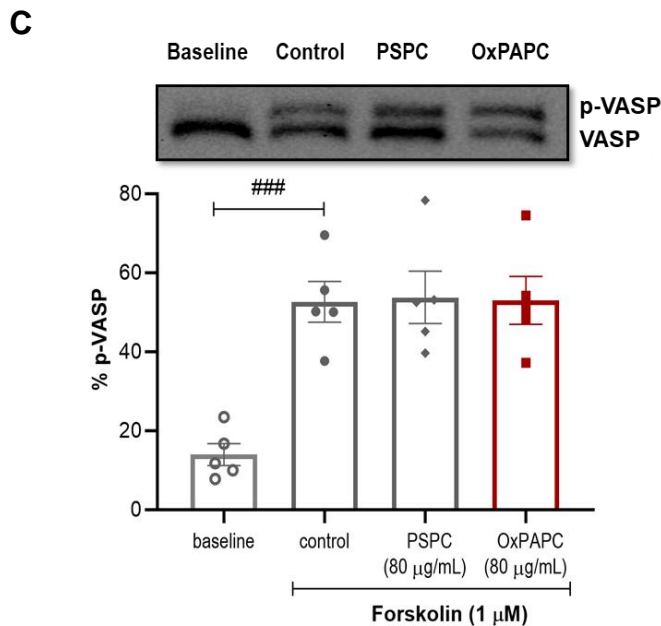 C
Baseline Control PSPC OxPAPC
p-VASP
VASP
###
80
60
40
20
0
% p-VASP
baseline control PSPC (80 μg/mL) OxPAPC (80 μg/mL)
Forskolin (1 μM)